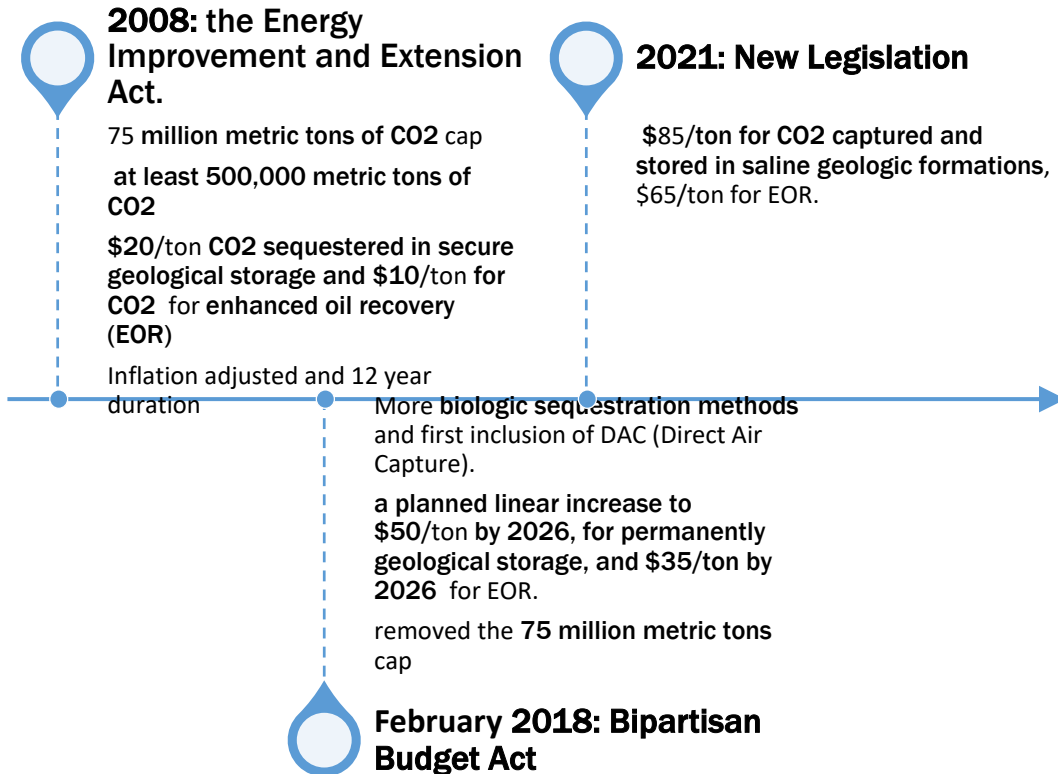 2008: the Energy
Improvement and Extension
Act.
75 million metric tons of CO2 cap
at least 500,000 metric tons of
CO2
$20/ton CO2 sequestered in secure
geological storage and $10/ton for
CO2 for enhanced oil recovery
(EOR)
Inflation adjusted and 12 year
duration
2021: New Legislation
$85/ton for CO2 captured and
stored in saline geologic formations,
$65/ton for EOR.
More biologic sequestration methods
and first inclusion of DAC (Direct Air
Capture).
a planned linear increase to
$50/ton by 2026, for permanently
geological storage, and $35/ton by
2026 for EOR.
removed the 75 million metric tons
cap
February 2018: Bipartisan
Budget Act